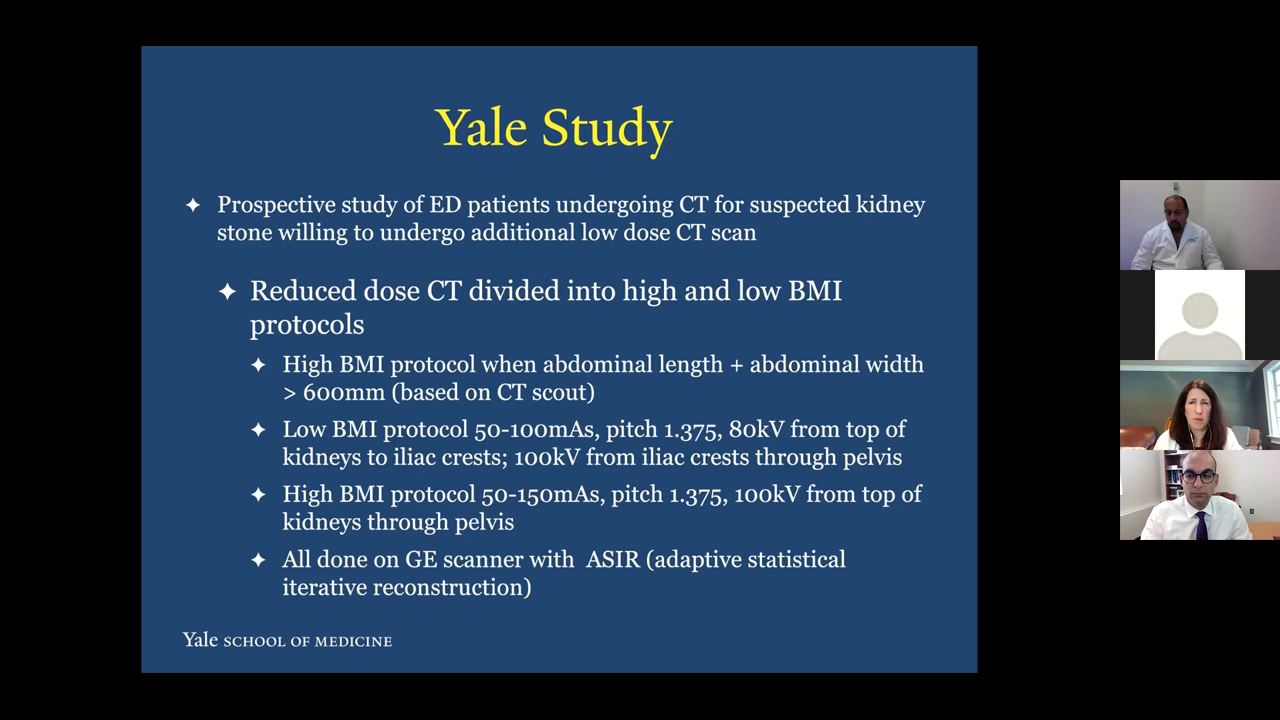 Yale Study
✦ Prospective study of ED patients undergoing CT for suspected kidney
stone willing to undergo additional low dose CT scan
✦ Reduced dose CT divided into high and low BMI
protocols
✦ High BMI protocol when abdominal length + abdominal width
> 600mm (based on CT scout)
✦ Low BMI protocol 50-100mAs, pitch 1.375, 80kV from top of
kidneys to iliac crests; 100kV from iliac crests through pelvis
✦ High BMI protocol 50-150mAs, pitch 1.375, 100kV from top of
kidneys through pelvis
✦ All done on GE scanner with ASIR (adaptive statistical
iterative reconstruction)
Yale SCHOOL OF MEDICINE